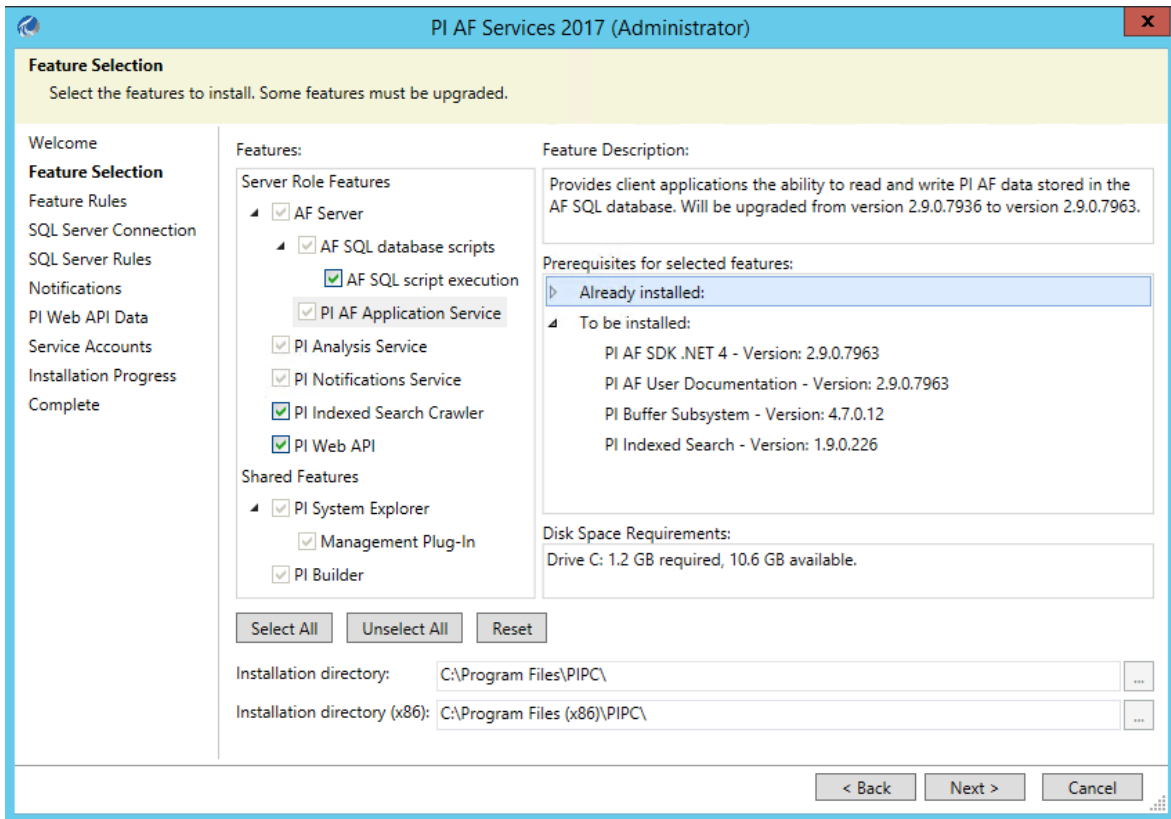 PI AF Services 2017 (Administrator)
x
Feature Selection
Select the features to install. Some features must be upgraded.
Welcome
Feature Selection
Feature Rules
SQL Server Connection
SQL Server Rules
Notifications
PI Web API Data
Service Accounts
Installation Progress
Complete
Features:
Server Role Features
AF Server
AF SQL database scripts
AF SQL script execution
PI AF Application Service
PI Analysis Service
PI Notifications Service
PI Indexed Search Crawler
PI Web API
Shared Features
PI System Explorer
Management Plug-In
PI Builder
Feature Description:
Provides client applications the ability to read and write PI AF data stored in the
AF SQL database. Will be upgraded from version 2.9.0.7936 to version 2.9.0.7963.
Prerequisites for selected features:
Already installed:
To be installed:
PI AF SDK .NET 4 - Version: 2.9.0.7963
PI AF User Documentation - Version: 2.9.0.7963
PI Buffer Subsystem - Version: 4.7.0.12
PI Indexed Search - Version: 1.9.0.226
Disk Space Requirements:
Drive C: 1.2 GB required, 10.6 GB available.
Select All
Unselect All
Reset
Installation directory:
C:\Program Files\PIPC\
...
Installation directory (x86):
C:\Program Files (x86)\PIPC\
...
< Back
Next >
Cancel